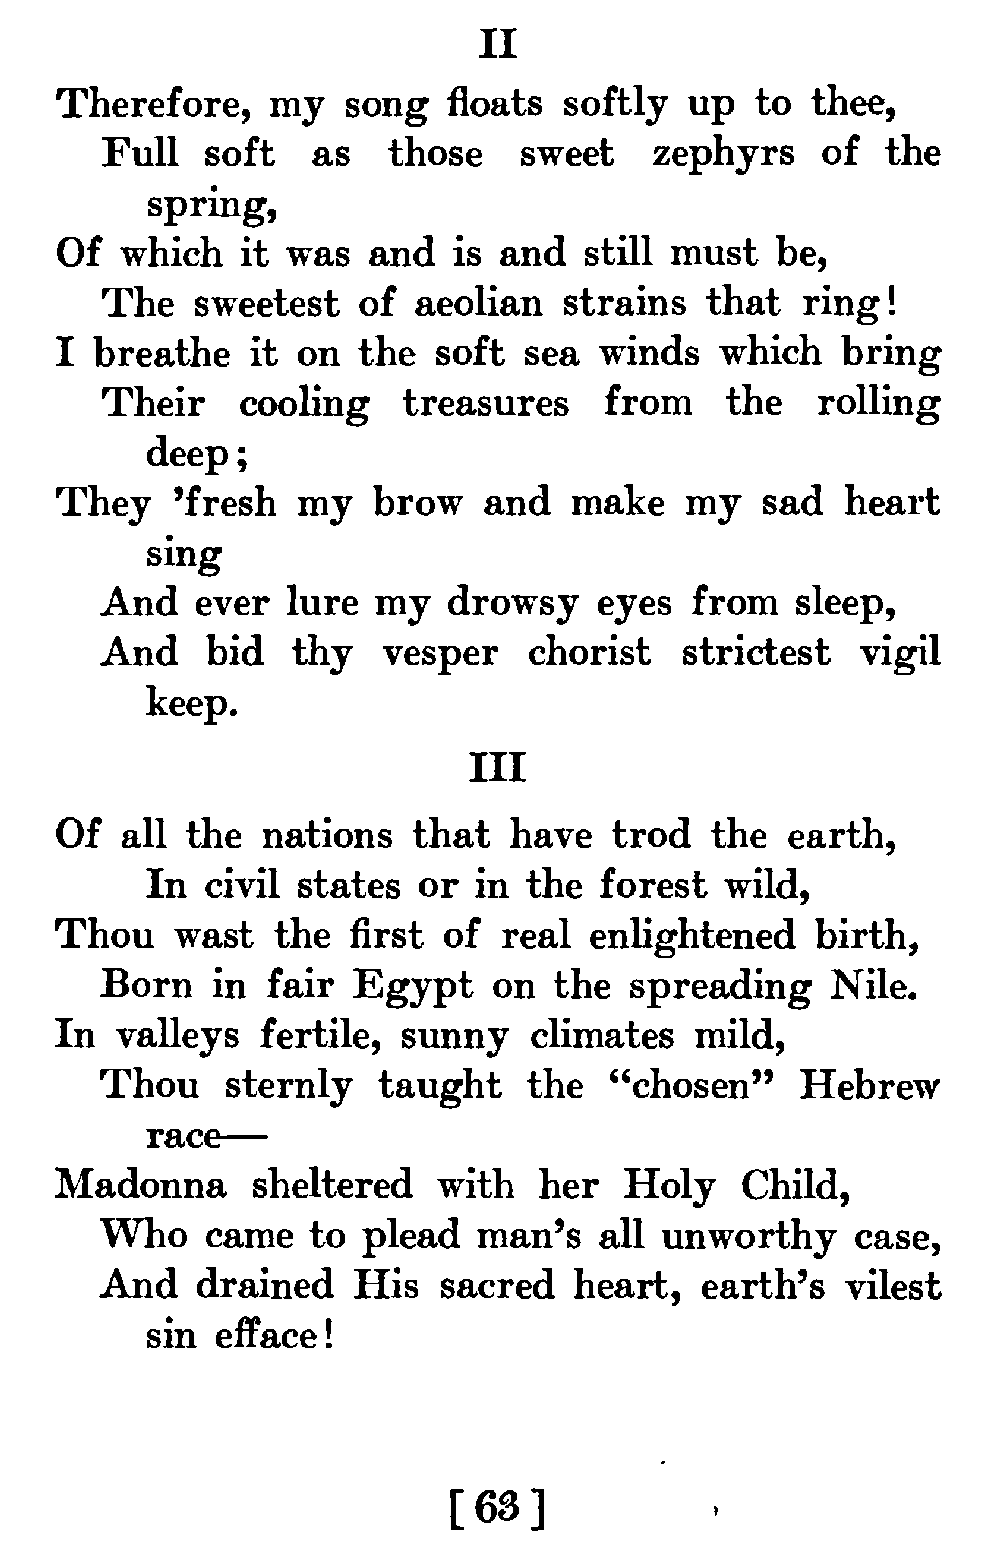 II
Therefore, my song floats softly up to thee,
Full soft as those sweet zephyrs of the
spring,
Of which it was and is and still must be,
The sweetest of aeolian strains that ring!
I breathe it on the soft sea winds which bring
Their cooling treasures from the rolling
deep;
They ’fresh my brow and make my sad heart
sing
And ever lure my drowsy eyes from sleep,
And bid thy vesper chorist strictest vigil
keep.
III
Of all the nations that have trod the earth,
In civil states or in the forest wild,
Thou wast the first of real enlightened birth,
Born in fair Egypt on the spreading Nile.
In valleys fertile, sunny climates mild,
Thou sternly taught the “chosen” Hebrew
race—
Madonna sheltered with her Holy Child,
Who came to plead man’s all unworthy case,
And drained His sacred heart, earth’s vilest
sin efface!
[ 63 ]